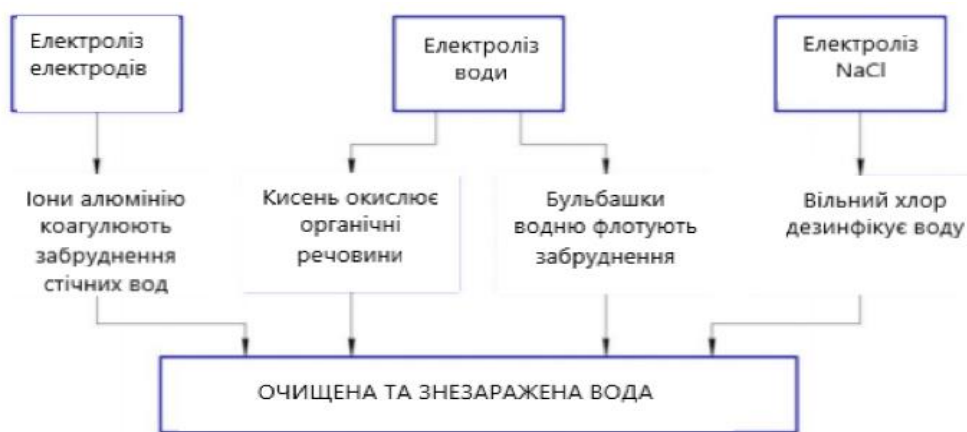 Електроліз
електродів
Електроліз
води
Електроліз
NaCl
Іони алюмінію
коагулюють
забруднення
стічних вод
Кисень окислює
органічні
речовини
Бульбашки
водню флотують
забруднення
Вільний хлор
дезинфікує воду
ОЧИЩЕНА ТА ЗНЕЗАРАЖЕНА ВОДА